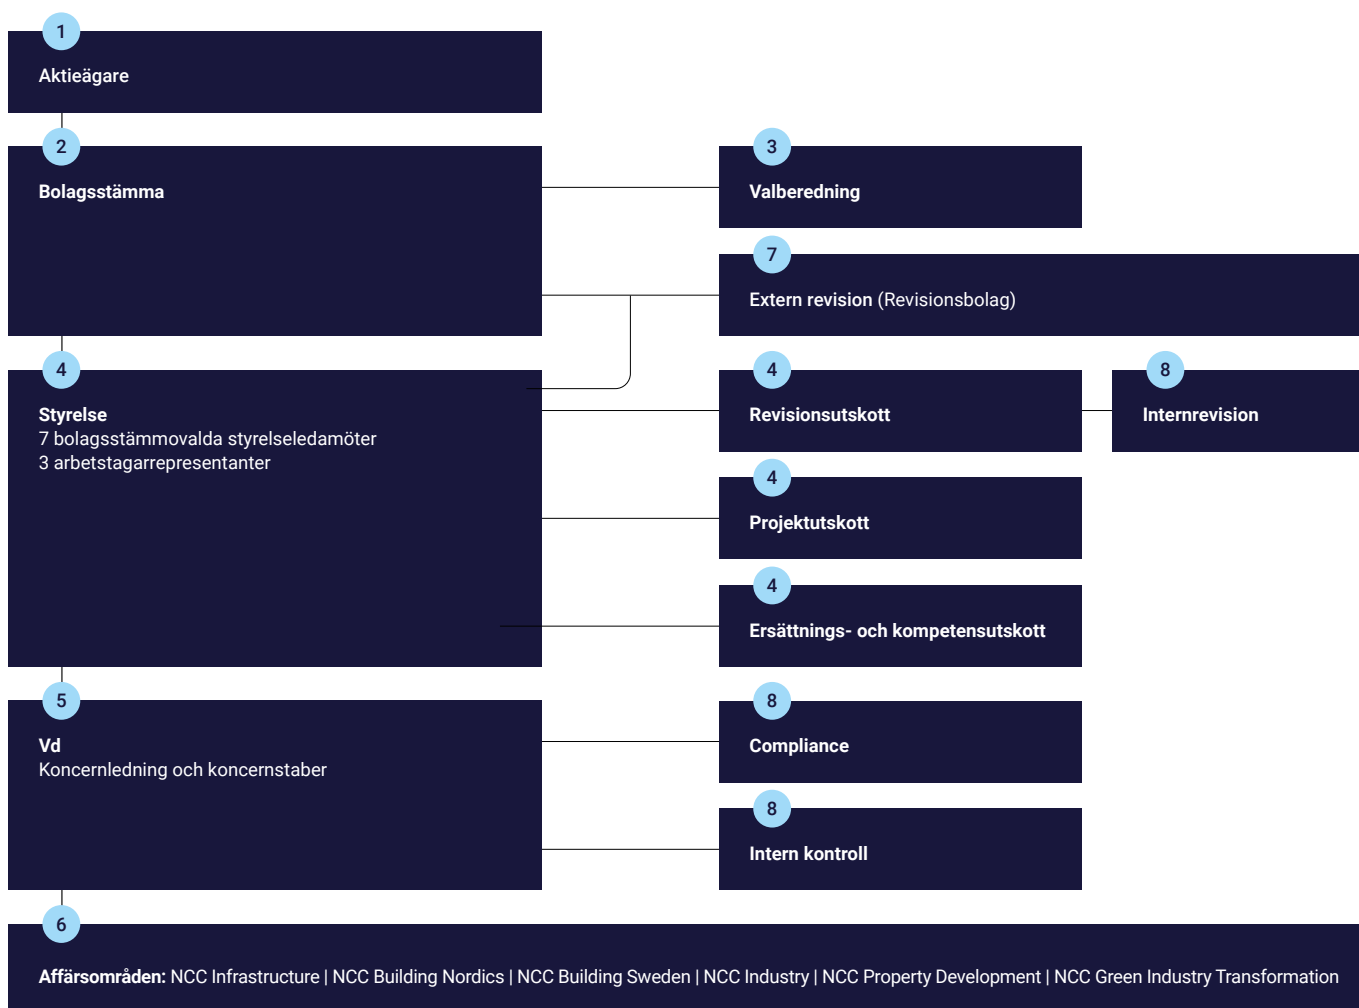 1
Aktieägare
2
Bolagsstämma
3
Valberedning
7
Extern revision (Revisionsbolag)
4
Styrelse
7 bolagsstämmovalda styrelseledamöter
3 arbetstagarrepresentanter
4
Revisionsutskott
8
Internrevision
4
Projektutskott
4
Ersättnings- och kompetensutskott
5
Vd
Koncernledning och koncernstaber
8
Compliance
8
Intern kontroll
6
Affärsområden: NCC Infrastructure | NCC Building Nordics | NCC Building Sweden | NCC Industry | NCC Property Development | NCC Green Industry Transformation